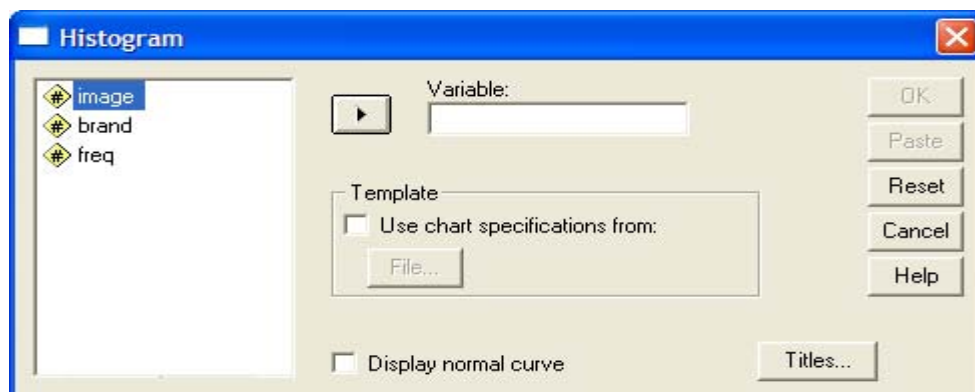 Histogram
image
brand
freq
Variable:
OK
Paste
Reset
Cancel
Help
Template
Use chart specifications from:
File...
Display normal curve
Titles...